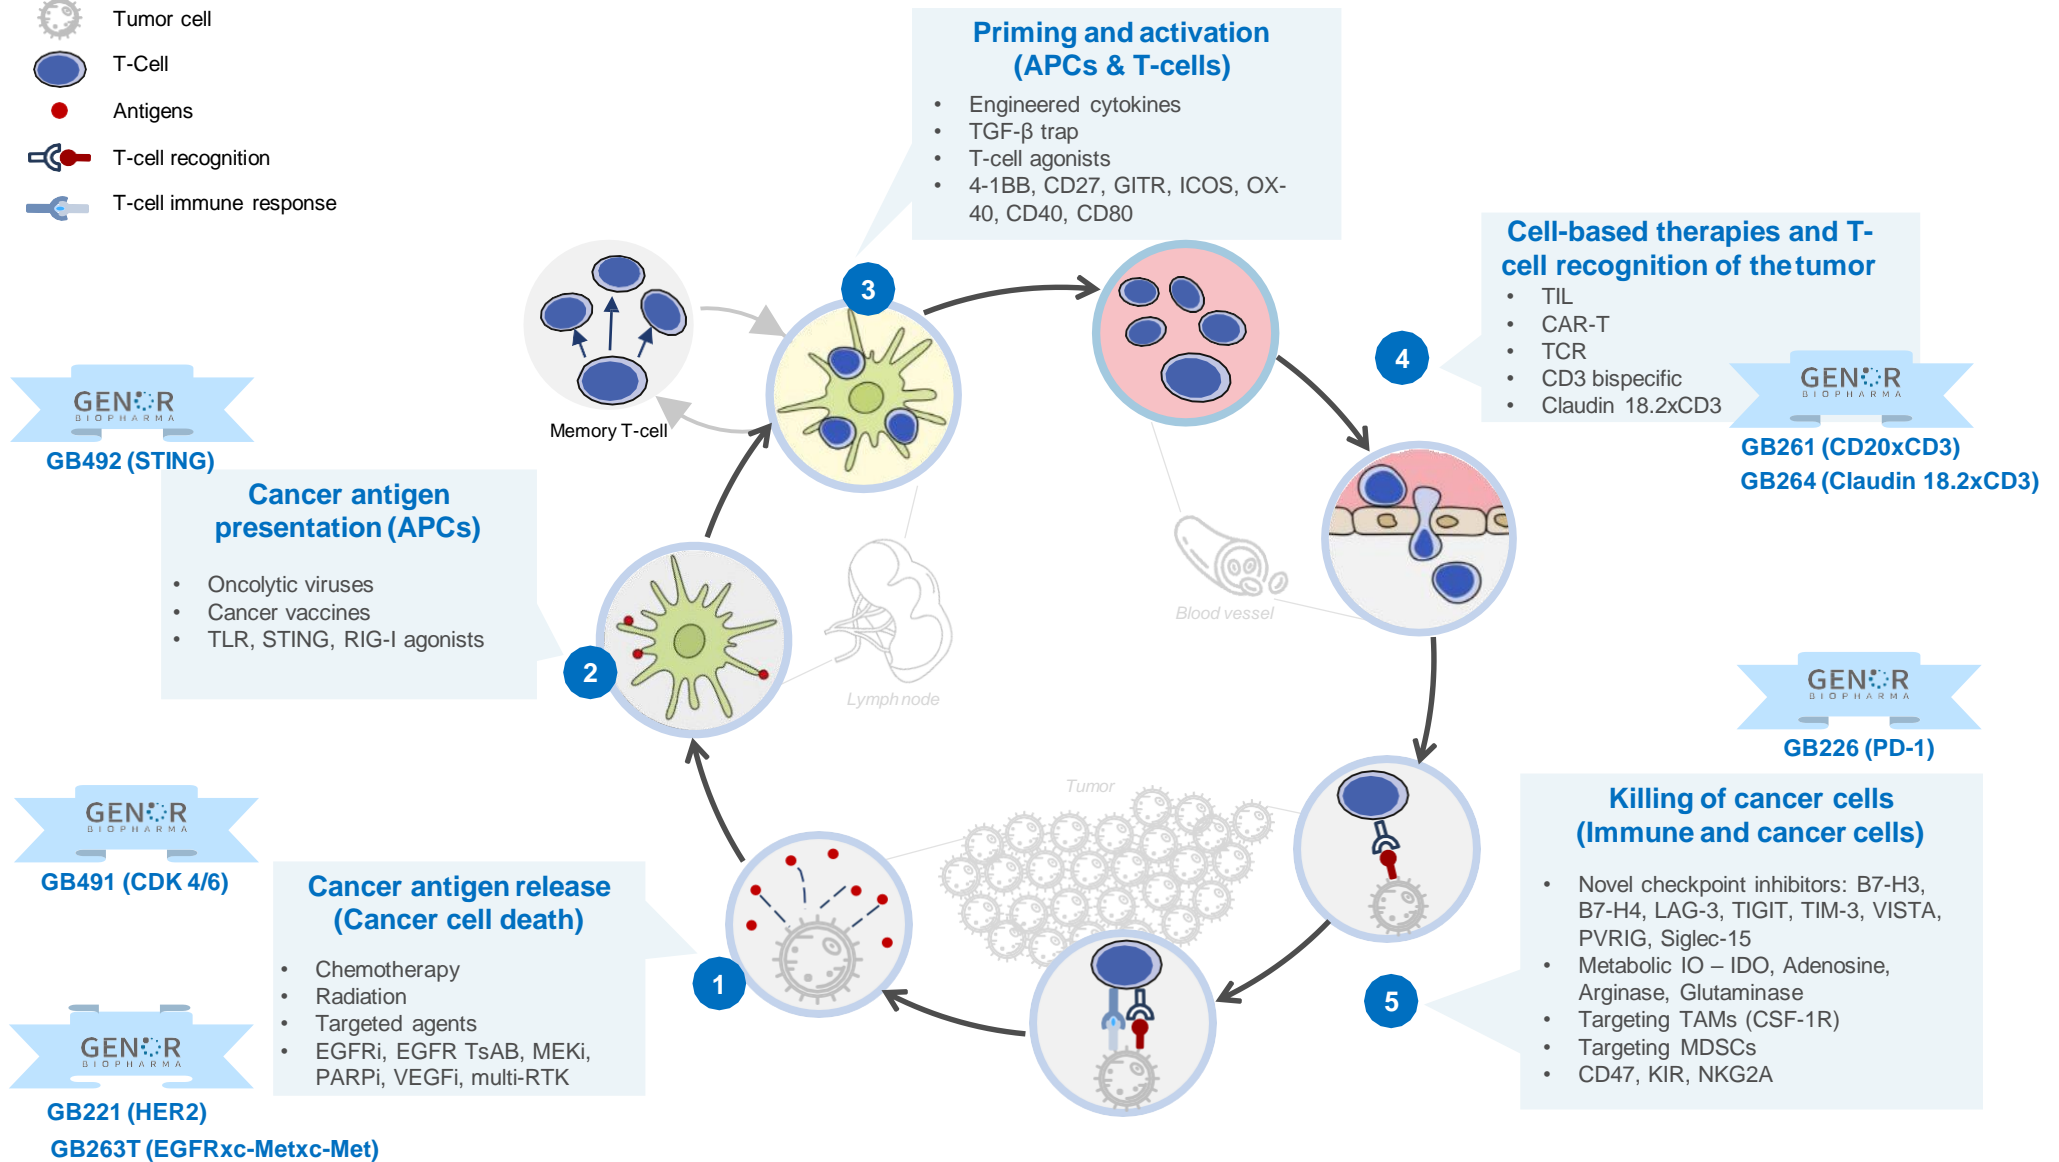 Tumor cell
T-Cell
Antigens
T-cell recognition
T-cell immune response
Priming and activation
(APCs & T-cells)
• Engineered cytokines
• TGF-β trap
• T-cell agonists
• 4-1BB, CD27, GITR, ICOS, OX-
40, CD40, CD80
3
Memory T-cell
Cell-based therapies and T-
cell recognition of the tumor
• TIL
• CAR-T
• TCR
• CD3 bispecific
• Claudin 18.2xCD3
4
GENOR
BIOPHARMA
GB261 (CD20xCD3)
GB264 (Claudin 18.2xCD3)
GENOR
BIOPHARMA
GB492 (STING)
Cancer antigen
presentation (APCs)
• Oncolytic viruses
• Cancer vaccines
• TLR, STING, RIG-I agonists
2
Lymph node
Blood vessel
Tumor
GENOR
BIOPHARMA
GB226 (PD-1)
Killing of cancer cells
(Immune and cancer cells)
• Novel checkpoint inhibitors: B7-H3,
B7-H4, LAG-3, TIGIT, TIM-3, VISTA,
PVRIG, Siglec-15
• Metabolic IO – IDO, Adenosine,
Arginase, Glutaminase
• Targeting TAMs (CSF-1R)
• Targeting MDSCs
• CD47, KIR, NKG2A
5
GENOR
BIOPHARMA
GB491 (CDK 4/6)
Cancer antigen release
(Cancer cell death)
• Chemotherapy
• Radiation
• Targeted agents
• EGFRi, EGFR TsAB, MEKi,
PARPi, VEGFi, multi-RTK
1
GENOR
BIOPHARMA
GB221 (HER2)
GB263T (EGFRxc-Metxc-Met)